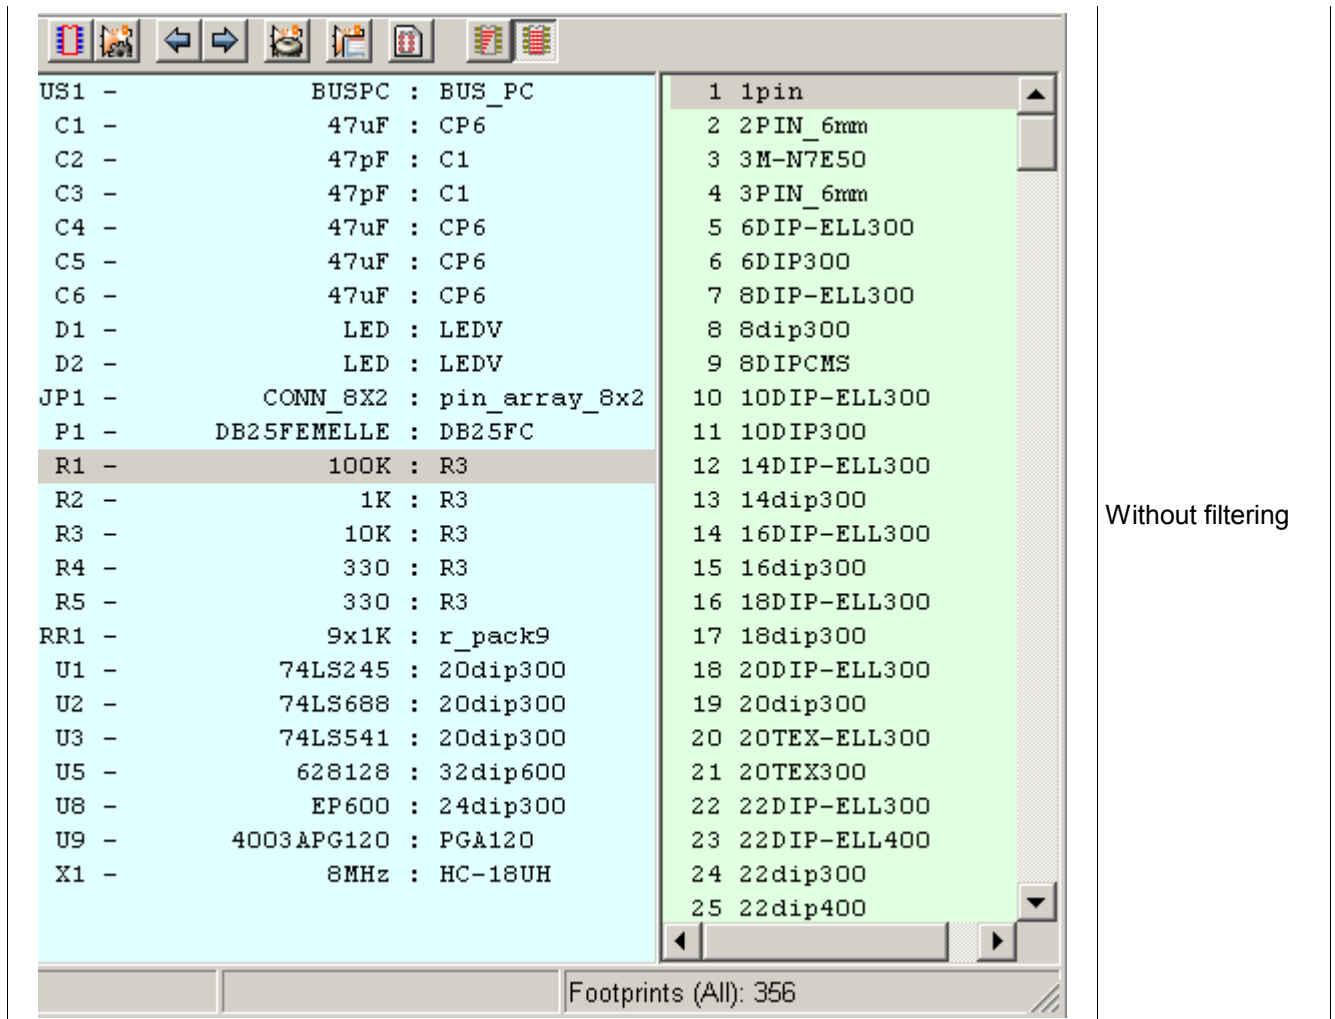 US1 - BUSPC : BUS_PC
C1 - 47uF : CP6
C2 - 47pF : C1
C3 - 47pF : C1
C4 - 47uF : CP6
C5 - 47uF : CP6
C6 - 47uF : CP6
D1 - LED : LEDV
D2 - LED : LEDV
JP1 - CONN_8X2 : pin_array_8x2
P1 - DB25FEMELLE : DB25FC
R1 - 100K : R3
R2 - 1K : R3
R3 - 10K : R3
R4 - 330 : R3
R5 - 330 : R3
RR1 - 9x1K : r_pack9
U1 - 74LS245 : 20dip300
U2 - 74LS688 : 20dip300
U3 - 74LS541 : 20dip300
U5 - 628128 : 32dip600
U8 - EP600 : 24dip300
U9 - 4003APG120 : PGA120
X1 - 8MHz : HC-18UH
1 1pin
2 2PIN_6mm
3 3M-N7E50
4 3PIN_6mm
5 6DIP-ELL300
6 6DIP300
7 8DIP-ELL300
8 8dip300
9 8DIPCMS
10 10DIP-ELL300
11 10DIP300
12 14DIP-ELL300
13 14dip300
14 16DIP-ELL300
15 16dip300
16 18DIP-ELL300
17 18dip300
18 20DIP-ELL300
19 20dip300
20 20TEX-ELL300
21 20TEX300
22 22DIP-ELL300
23 22DIP-ELL400
24 22dip300
25 22dip400
Footprints (All): 356
Without filtering